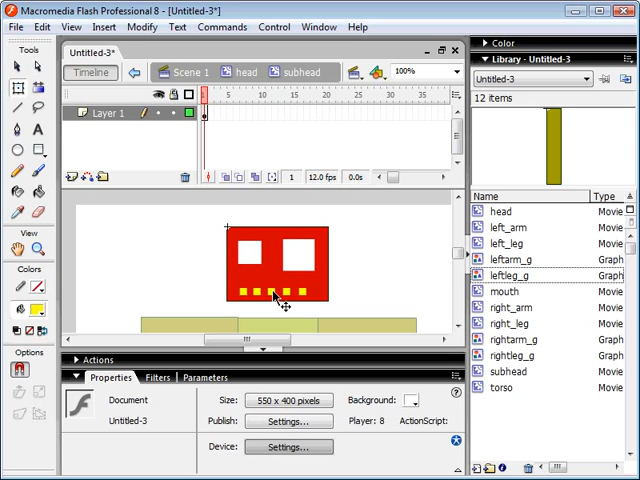 Macromedia Flash Professional 8 - [Untitled-3*]
File Edit View Insert Modify Text Commands Control Window Help
Tools
View
Colors
Options
Untitled-3*
Timeline Scene 1 head subhead 100%
1 5 10 15 20 25 30 35
Layer 1
1 12.0 fps 0.0s
Actions
Properties Filters Parameters
Document Size: 550 x 400 pixels Background:
Untitled-3 Publish: Settings... Player: 8 ActionScript:
Device: Settings...
Color
Library - Untitled-3
Untitled-3
12 items
Name Type
head Movie
left_arm Movie
left_leg Movie
leftarm_g Graph
leftleg_g Graph
mouth Movie
right_arm Movie
right_leg Movie
rightarm_g Graph
rightleg_g Graph
subhead Movie
torso Movie